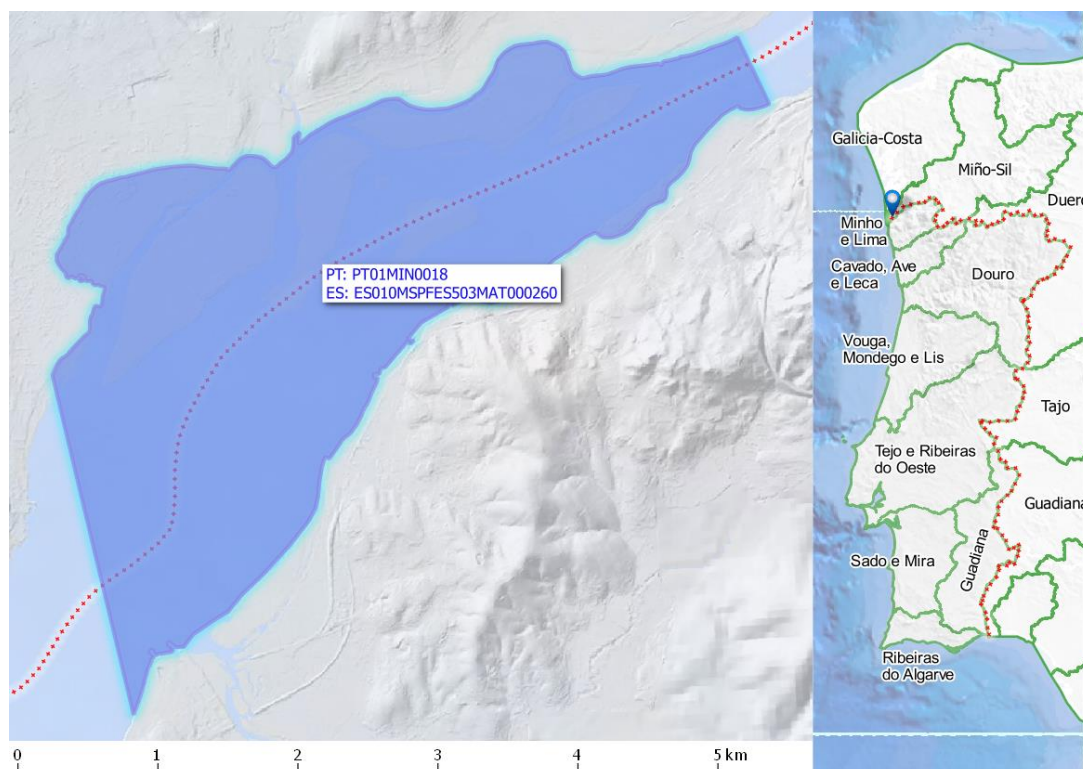 PT: PT01MIN0018
ES: ES010MSPFES503MAT000260
0 1 2 3 4 5 km
Galicia-Costa
Miño-Sil
Duero
Minho
e Lima
Cavado, Ave
e Leca
Douro
Vouga,
Mondego e Lis
Tajo
Tejo e Ribeiras
do Oeste
Guadiana
Sado e Mira
Guadiana
Ribeiras
do Algarve